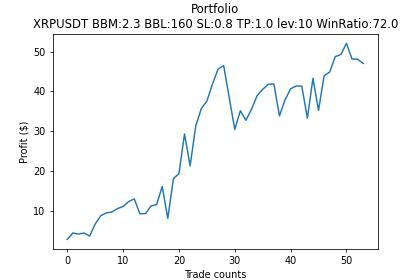 Portfolio
XRPUSDT BBM:2.3 BBL:160 SL:0.8 TP:1.0 lev:10 WinRatio:72.0
Profit ($)
50
40
30
20
10
0 10 20 30 40 50
Trade counts